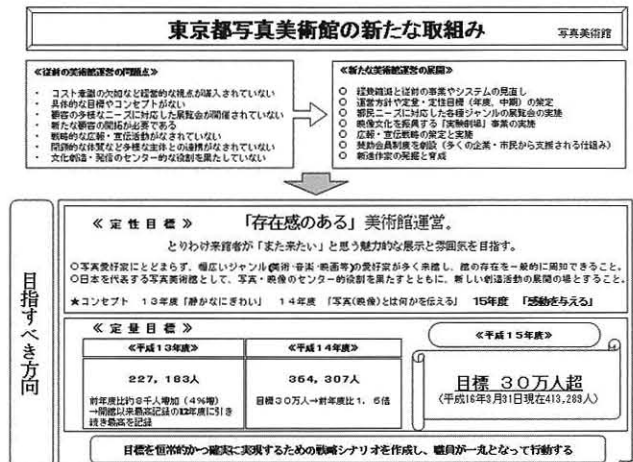 東京都写真美術館の新たな取組み
写真美術館
≪従前の美術館運営の問題点≫
・ コスト意識の欠如など経営的な視点が導入されていない
・ 具体的な目標やコンセプトがない
・ 顧客の多様なニーズに対応した展覧会が開催されていない
・ 新たな顧客の開拓が必要である
・ 戦略的な広報・宣伝活動がなされていない
・ 閉鎖的な体質など多様な主体との連携がなされていない
・ 文化創造・発信のセンター的な役割を果たしていない
≪新たな美術館運営の展開≫
○ 経費縮減と従前の事業やシステムの見直し
○ 運営方針や定量・定性目標(年度、中期)の策定
○ 都民ニーズに対応した各種ジャンルの展覧会の実施
○ 映像文化を振興する「実験劇場」事業の実施
○ 広報・宣伝戦略の策定と実施
○ 賛助会員制度を創設(多くの企業・市民から支援される仕組み)
○ 新進作家の発掘と育成
目指すべき方向
≪定性目標≫ 「存在感のある」美術館運営。
とりわけ来館者が「また来たい」と思う魅力的な展示と雰囲気を目指す。
○写真愛好家にとどまらず、幅広いジャンル(美術・音楽・映画等)の愛好家が多く来館し、館の存在を一般的に周知できること。
○日本を代表する写真美術館として、写真・映像のセンター的役割を果たすとともに、新しい創造活動の展開の場とすること。
★コンセプト 13年度「静かなにぎわい」 14年度 「写真(映像)とは何かを伝える」 15年度 「感動を与える」
≪定量目標≫
≪平成13年度≫
227,183人
前年度比約8千人増加(4%増)
→開館以来最高記録の12年度に引き
続き最高を記録
≪平成14年度≫
364,307人
目標30万人→前年度比1.6倍
≪平成15年度≫
目標 30万人超
(平成16年3月31日現在413,289人)
目標を恒常的かつ確実に実現するための戦略シナリオを作成し、職員が一丸となって行動する